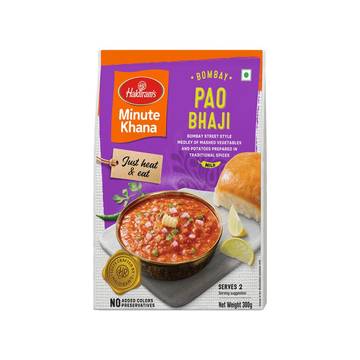 Haldiram's
Minute
Khana
Just heat
& eat
BOMBAY
PAO
BHAJI
BOMBAY STREET STYLE
MEDLEY OF MASHED VEGETABLES
AND POTATOES PREPARED IN
TRADITIONAL SPICES
MILD
SERVES 2
Serving suggestion
NO ADDED COLORS
PRESERVATIVES
Net Weight 300g